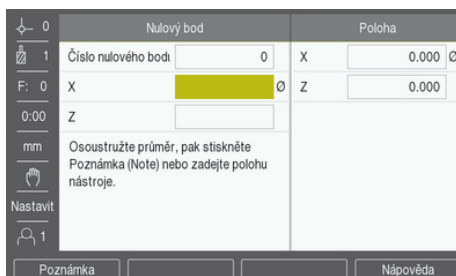 0
1
F: 0
0:00
mm
Nastavit
1
Nulový bod
Číslo nulového bodu 0
X Ø
Z
Osoustružte průměr, pak stiskněte
Poznámka (Note) nebo zadejte polohu
nástroje.
Poloha
X 0.000 Ø
Z 0.000
Poznámka
Nápověda